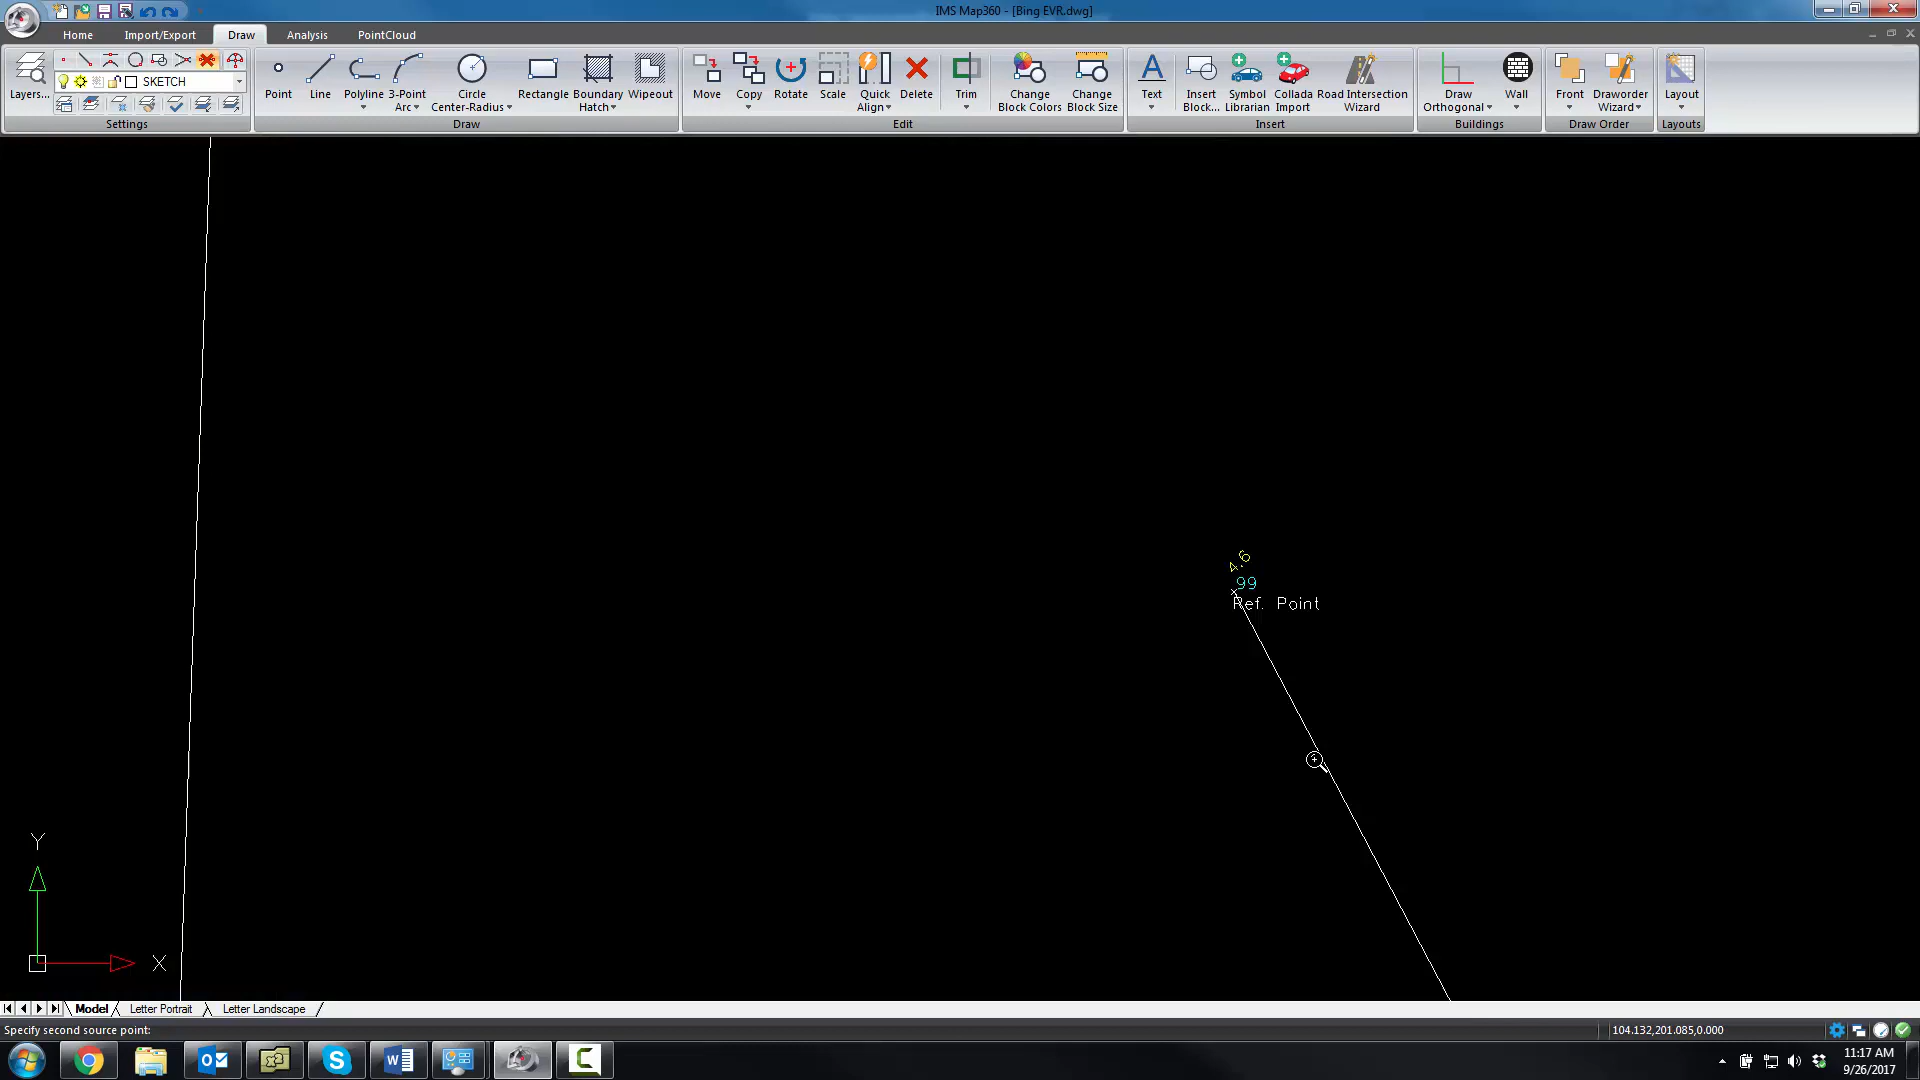 IMS Map360 - [Bing EVR.dwg]
Home Import/Export Draw Analysis PointCloud
SKETCH
Layers... Point Line Polyline 3-Point Arc Circle Center-Radius Rectangle Boundary Hatch Wipeout Move Copy Rotate Scale Quick Align Delete Trim Change Block Colors Change Block Size Text Insert Block... Symbol Librarian Collada Import Road Intersection Wizard Draw Orthogonal Wall Front Draworder Wizard Layout
Settings Draw Edit Insert Buildings Draw Order Layouts
4.6
99
Ref. Point
Y
X
Model Letter Portrait Letter Landscape
Specify second source point: 104.132,201.085,0.000
11:17 AM
9/26/2017